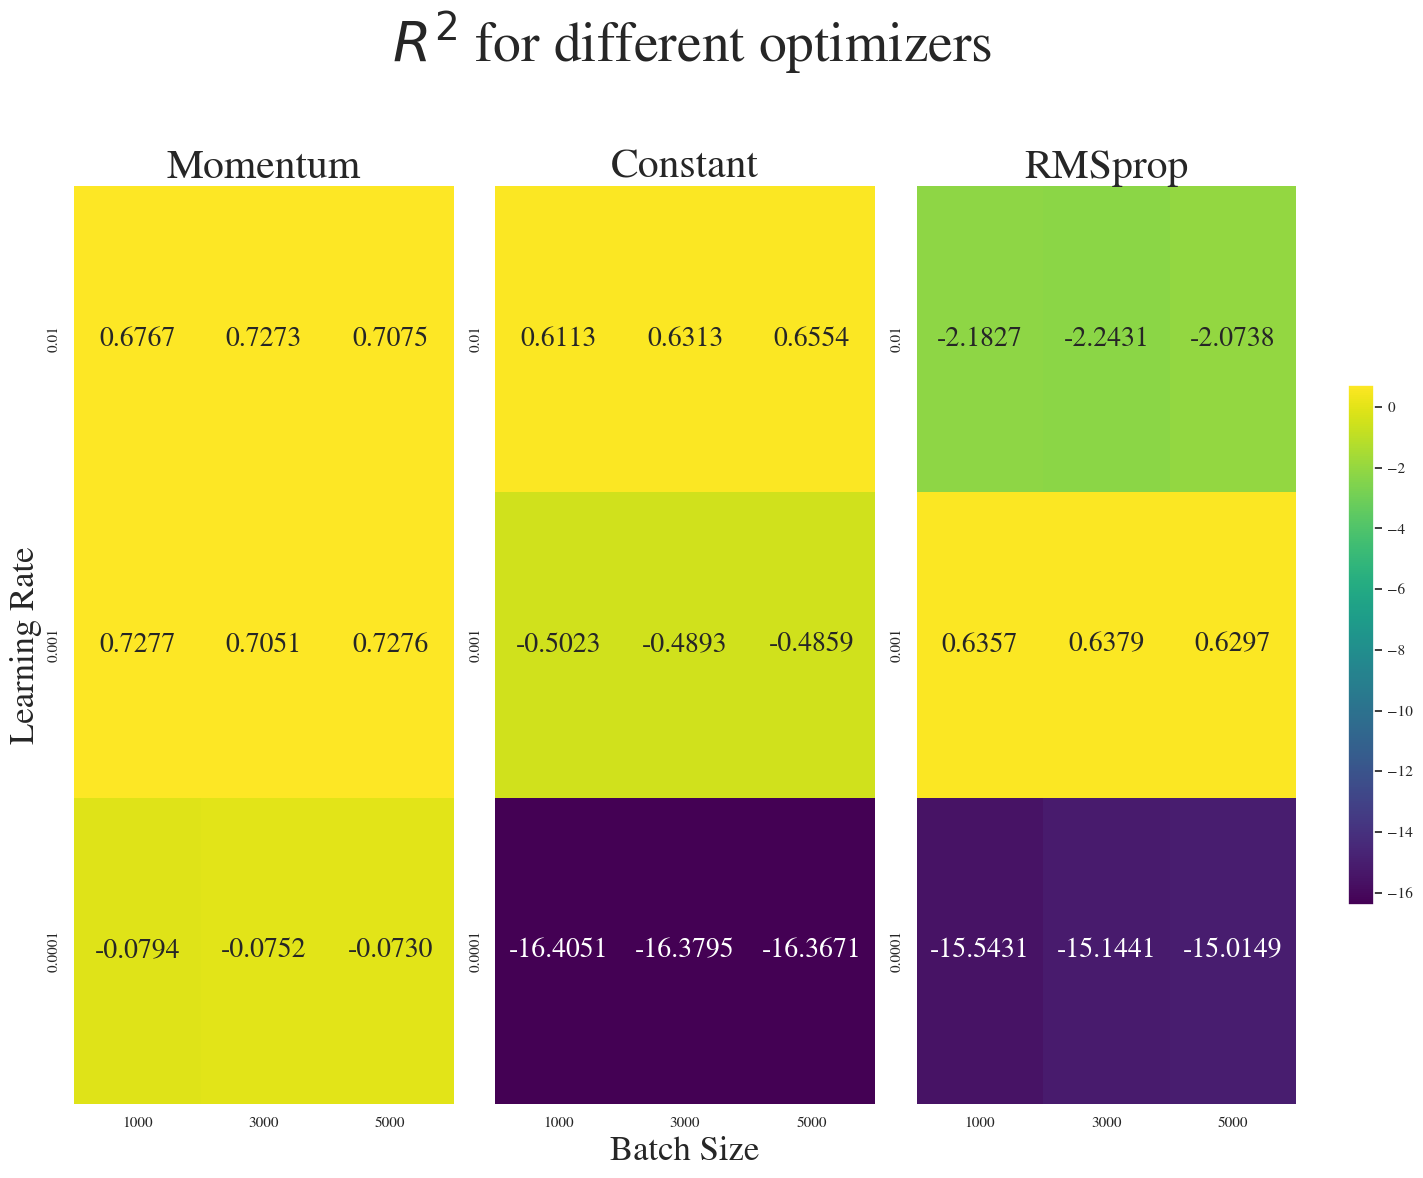 R² for different optimizers
Momentum Constant RMSprop
0.01 0.6767 0.7273 0.7075 0.01 0.6113 0.6313 0.6554 0.01 -2.1827 -2.2431 -2.0738
0.001 0.7277 0.7051 0.7276 0.001 -0.5023 -0.4893 -0.4859 0.001 0.6357 0.6379 0.6297
0.0001 -0.0794 -0.0752 -0.0730 0.0001 -16.4051 -16.3795 -16.3671 0.0001 -15.5431 -15.1441 -15.0149
1000 3000 5000 1000 3000 5000 1000 3000 5000
Learning Rate
Batch Size
0
−2
−4
−6
−8
−10
−12
−14
−16